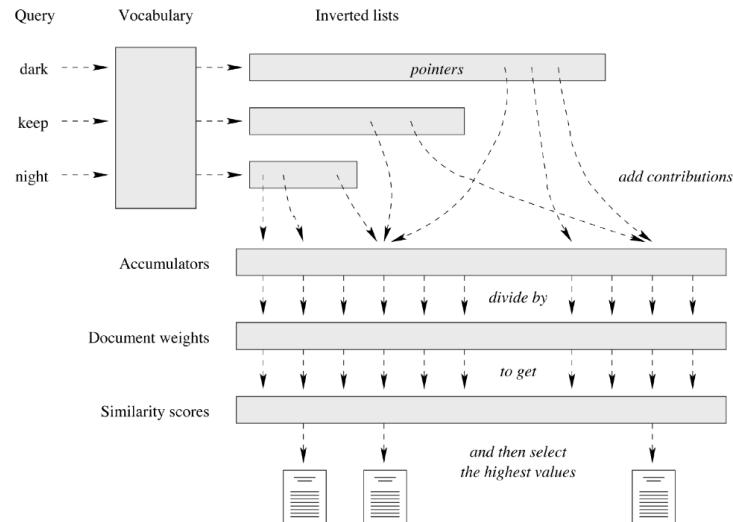 Query
Vocabulary
Inverted lists
dark
pointers
keep
night
add contributions
Accumulators
divide by
Document weights
to get
Similarity scores
and then select
the highest values